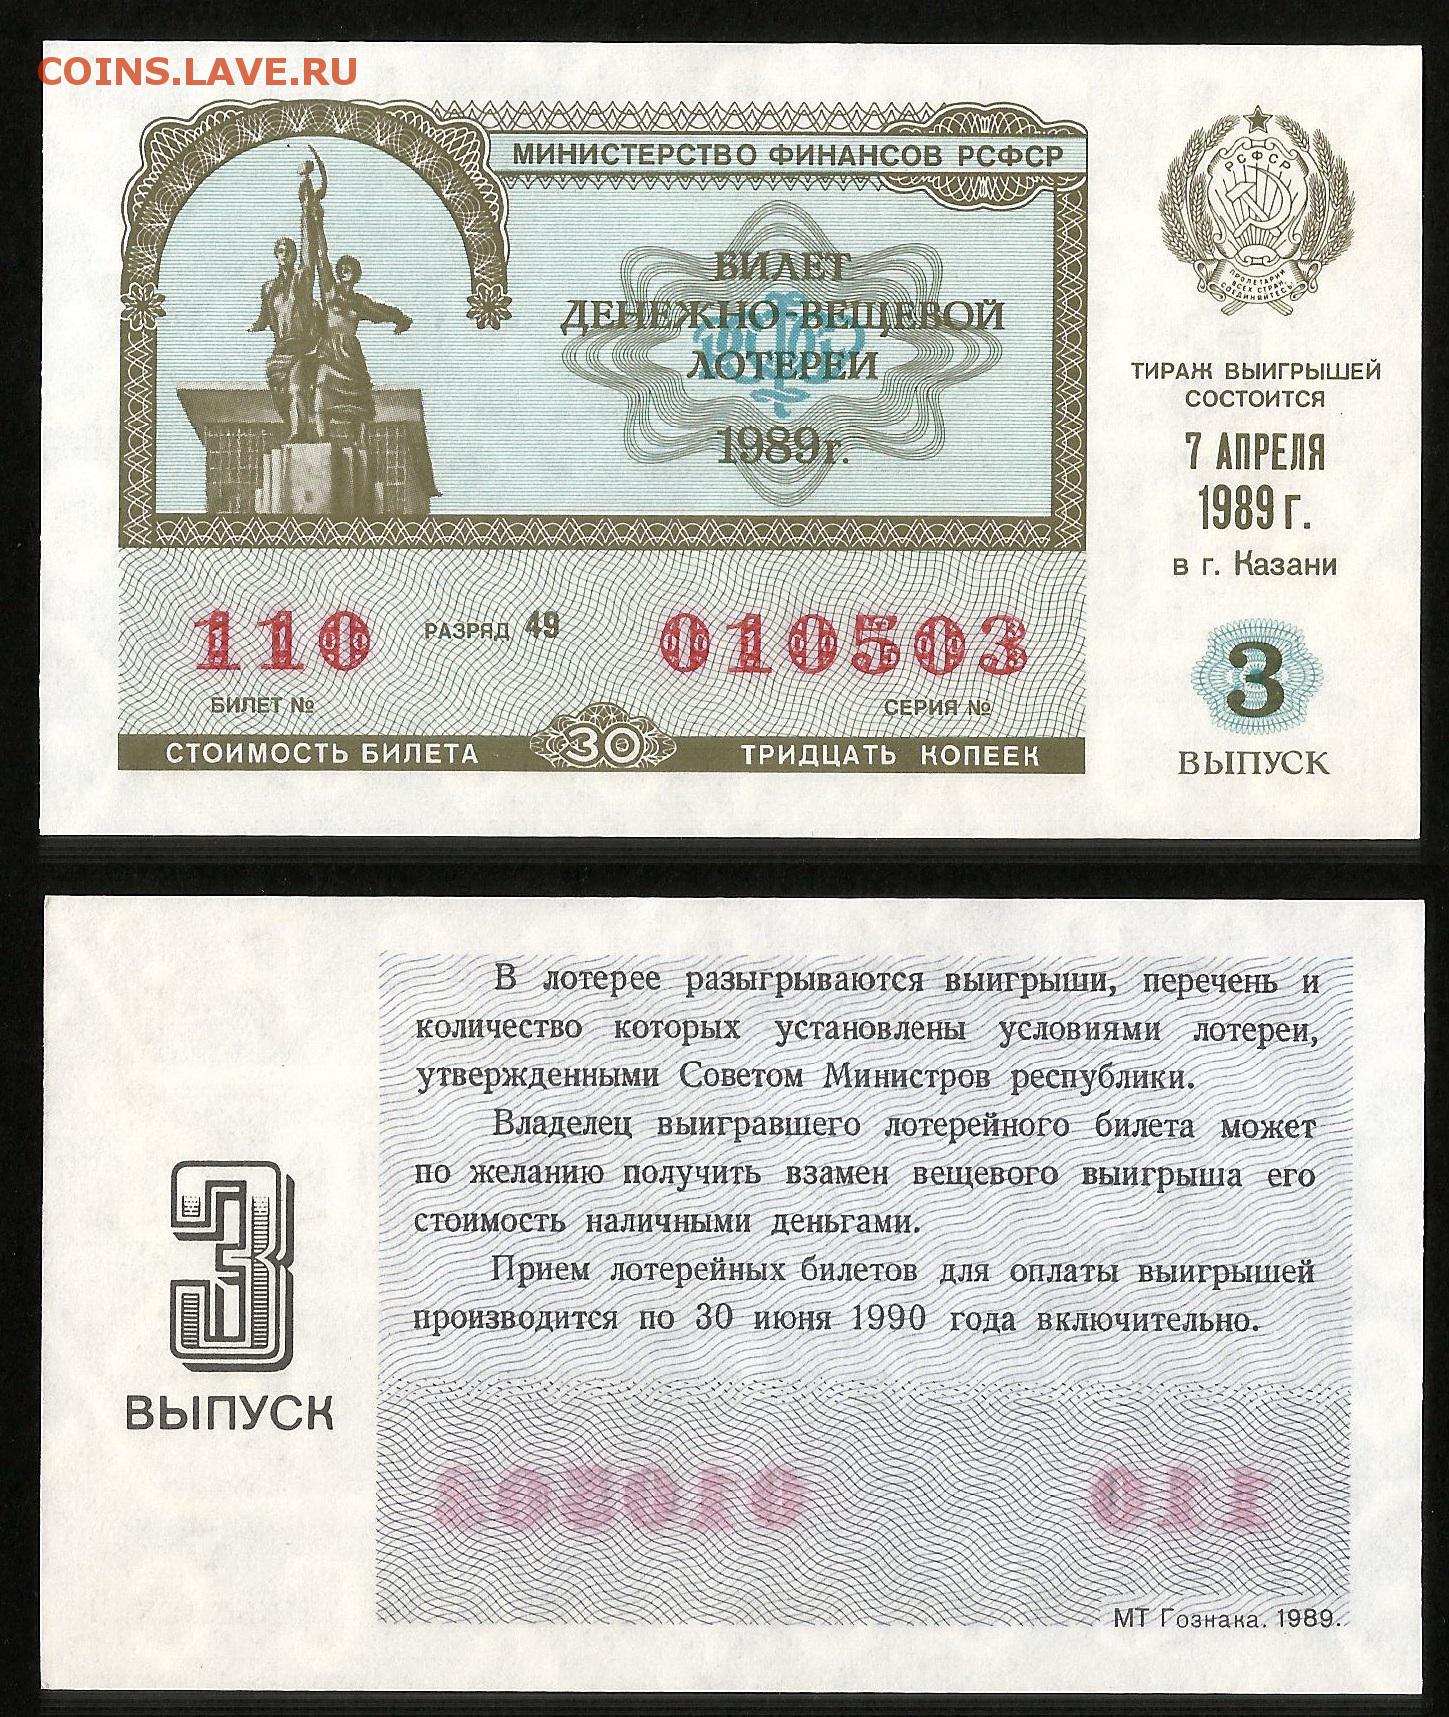 COINS.LAVE.RU
МИНИСТЕРСТВО ФИНАНСОВ РСФСР
БИЛЕТ
ДЕНЕЖНО-ВЕЩЕВОЙ
ЛОТЕРЕИ
1989г.
110
РАЗРЯД 49
010503
БИЛЕТ №
СЕРИЯ №
СТОИМОСТЬ БИЛЕТА
30
ТРИДЦАТЬ КОПЕЕК
РСФСР
ПРОЛЕТАРИИ
ВСЕХ СТРАН,
СОЕДИНЯЙТЕСЬ!
ТИРАЖ ВЫИГРЫШЕЙ
СОСТОИТСЯ
7 АПРЕЛЯ
1989 г.
в г. Казани
3
ВЫПУСК
3
ВЫПУСК
В лотерее разыгрываются выигрыши, перечень и
количество которых установлены условиями лотереи,
утвержденными Советом Министров республики.
Владелец выигравшего лотерейного билета может
по желанию получить взамен вещевого выигрыша его
стоимость наличными деньгами.
Прием лотерейных билетов для оплаты выигрышей
производится по 30 июня 1990 года включительно.
МТ Гознака. 1989.